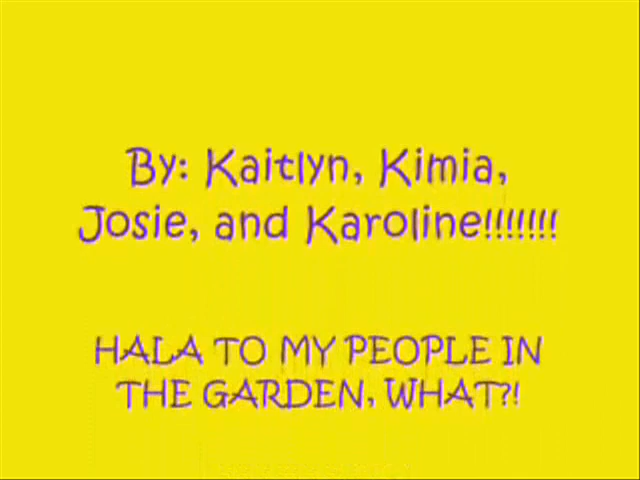 By: Kaitlyn, Kimia,
Josie, and Karoline!!!!!!!
HALA TO MY PEOPLE IN
THE GARDEN, WHAT?!